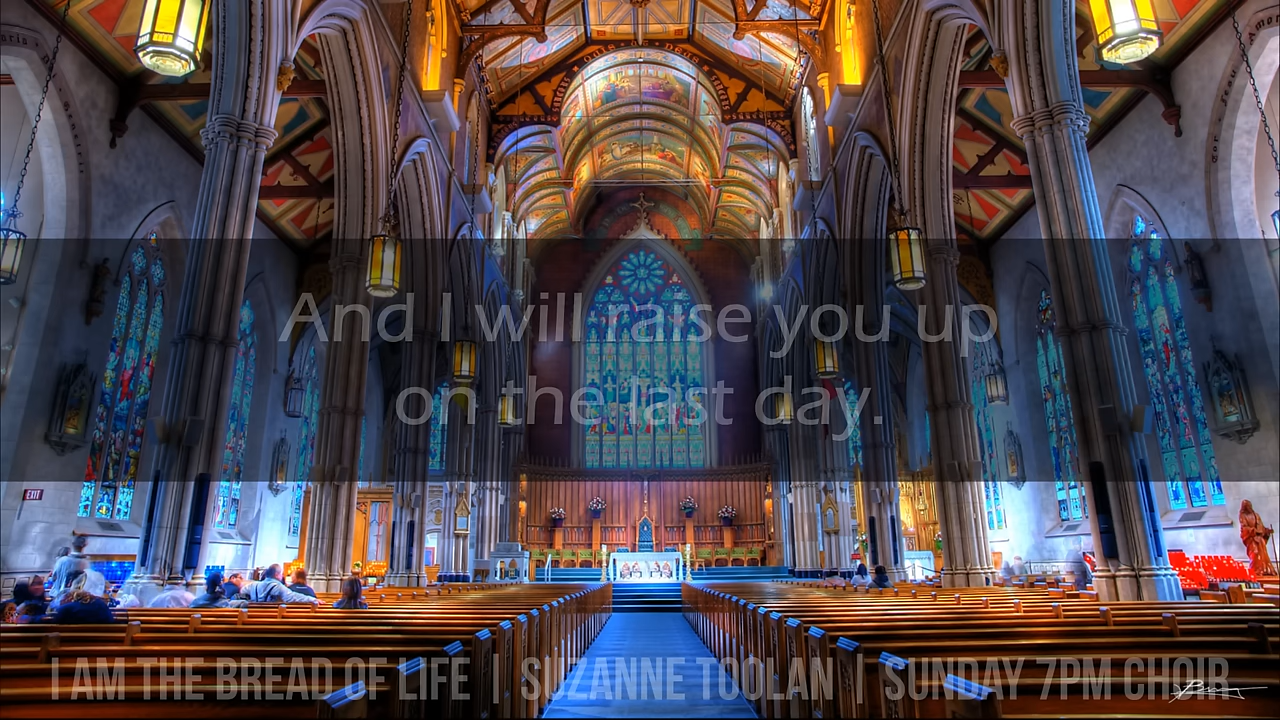 And I will raise you up
on the last day.
EXIT
I AM THE BREAD OF LIFE | SUZANNE TOOLAN | SUNDAY 7PM CHOIR